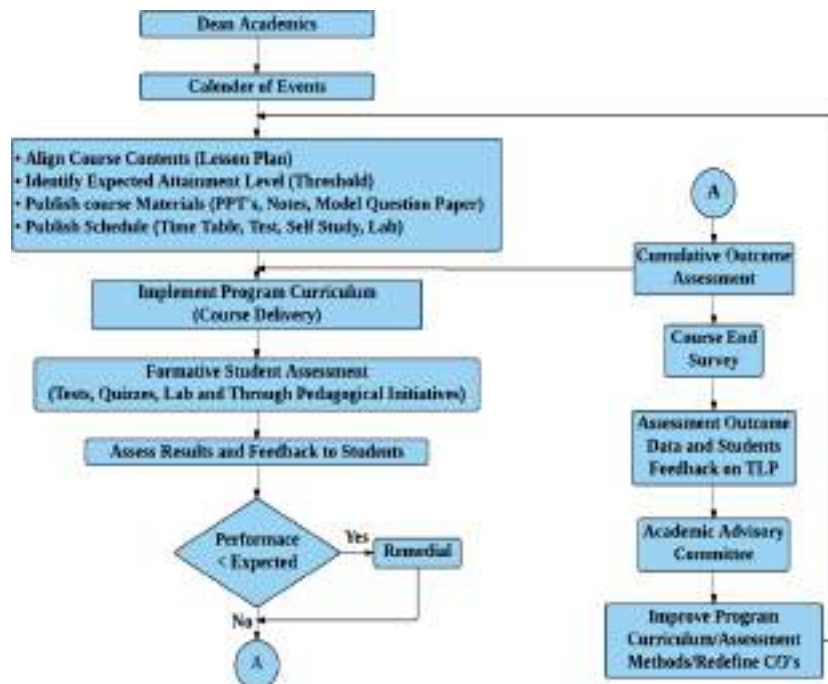 Dean Academics
Calender of Events
• Align Course Contents (Lesson Plan)
• Identify Expected Attainment Level (Threshold)
• Publish course Materials (PPT's, Notes, Model Question Paper)
• Publish Schedule (Time Table, Test, Self Study, Lab)
Implement Program Curriculum
(Course Delivery)
Formative Student Assessment
(Tests, Quizzes, Lab and Through Pedagogical Initiatives)
Assess Results and Feedback to Students
Performace
< Expected
Yes
Remedial
No
A
A
Cumulative Outcome
Assessment
Course End
Survey
Assessment Outcome
Data and Students
Feedback on TLP
Academic Advisory
Committee
Improve Program
Curriculum/Assessment
Methods/Redefine CO's